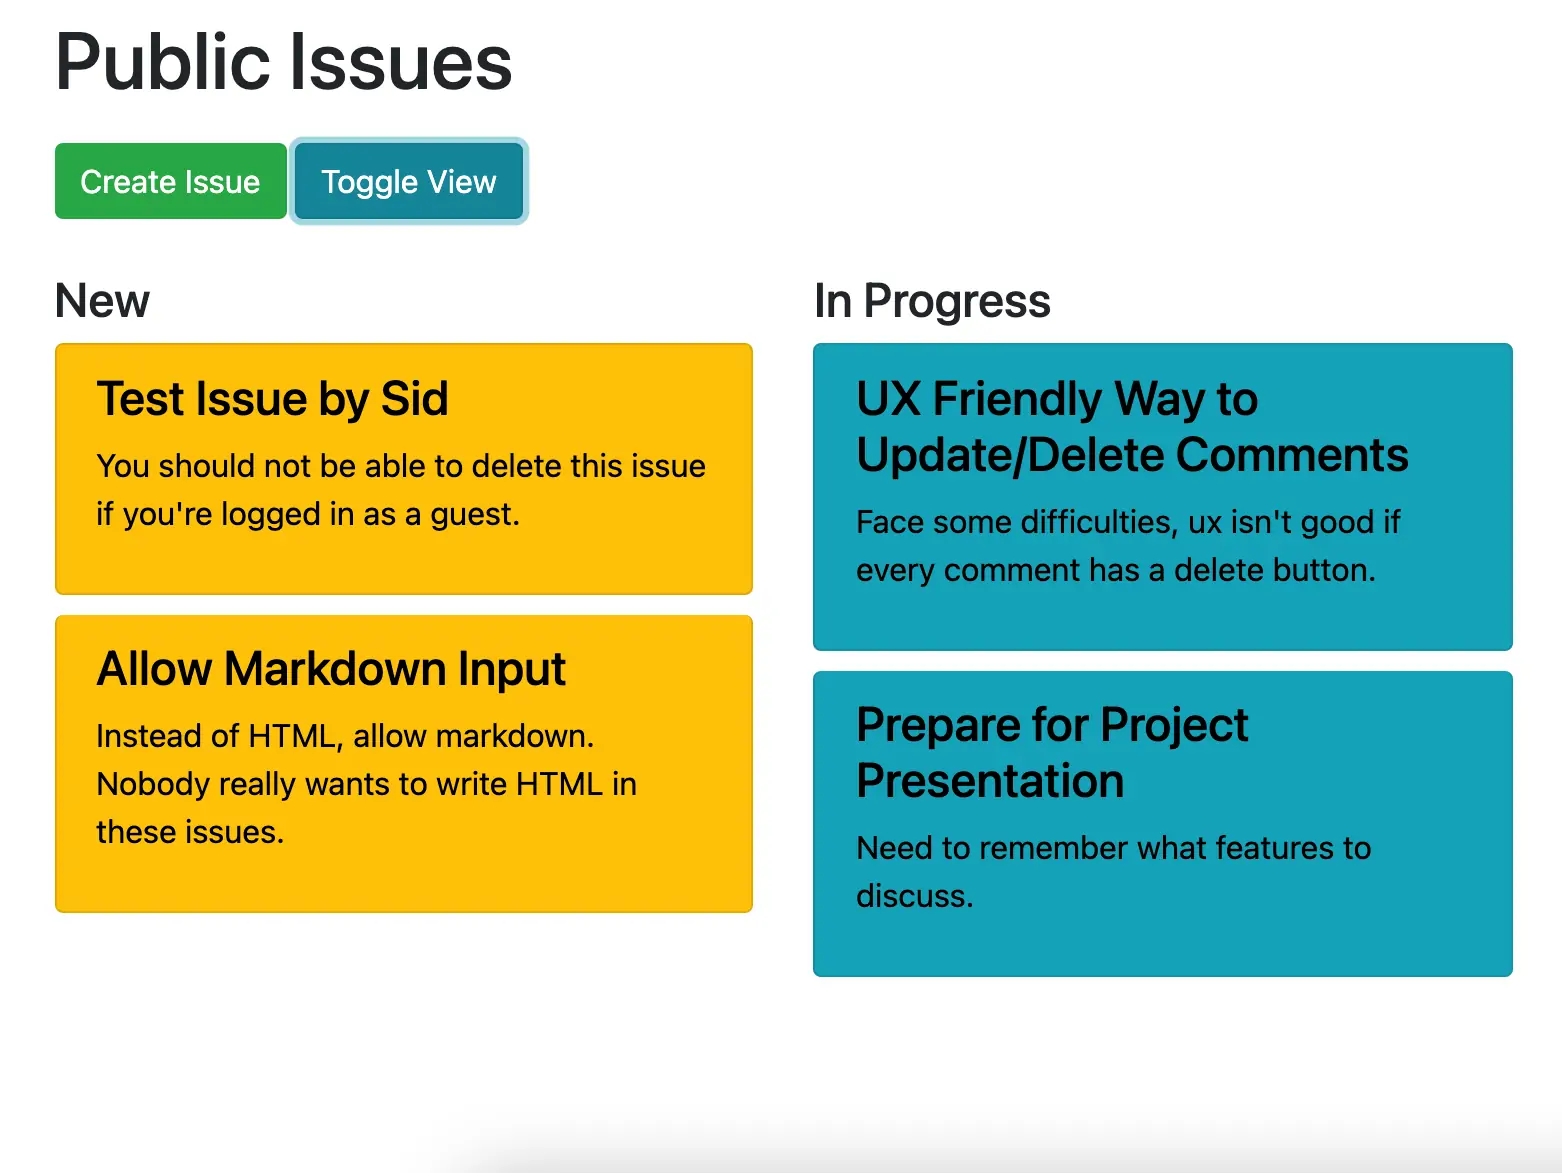 Public Issues
Create Issue
Toggle View
New
Test Issue by Sid
You should not be able to delete this issue
if you're logged in as a guest.
Allow Markdown Input
Instead of HTML, allow markdown.
Nobody really wants to write HTML in
these issues.
In Progress
UX Friendly Way to
Update/Delete Comments
Face some difficulties, ux isn't good if
every comment has a delete button.
Prepare for Project
Presentation
Need to remember what features to
discuss.